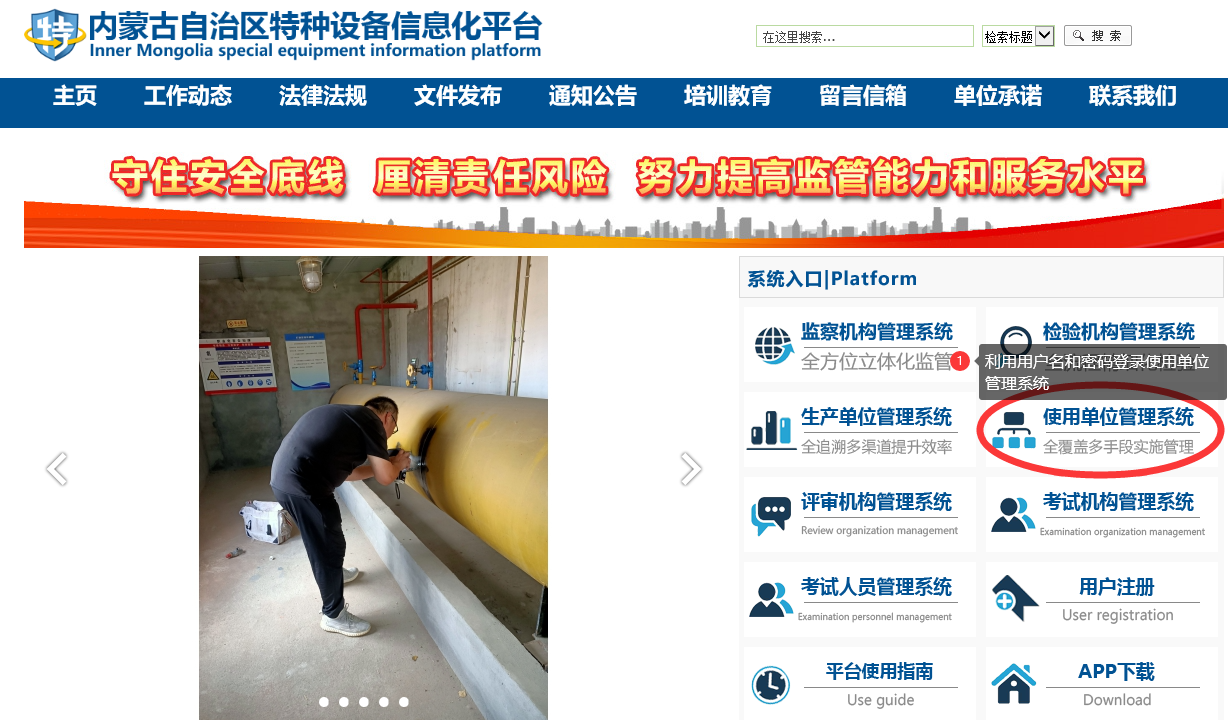 内蒙古自治区特种设备信息化平台
Inner Mongolia special equipment information platform
在这里搜索... 检索标题 搜 索
主页 工作动态 法律法规 文件发布 通知公告 培训教育 留言信箱 单位承诺 联系我们
守住安全底线 厘清责任风险 努力提高监管能力和服务水平
系统入口|Platform
监察机构管理系统
全方位立体化监管
检验机构管理系统
1
利用用户名和密码登录使用单位
管理系统
生产单位管理系统
全追溯多渠道提升效率
使用单位管理系统
全覆盖多手段实施管理
评审机构管理系统
Review organization management
考试机构管理系统
Examination organization management
考试人员管理系统
Examination personnel management
用户注册
User registration
平台使用指南
Use guide
APP下载
Download